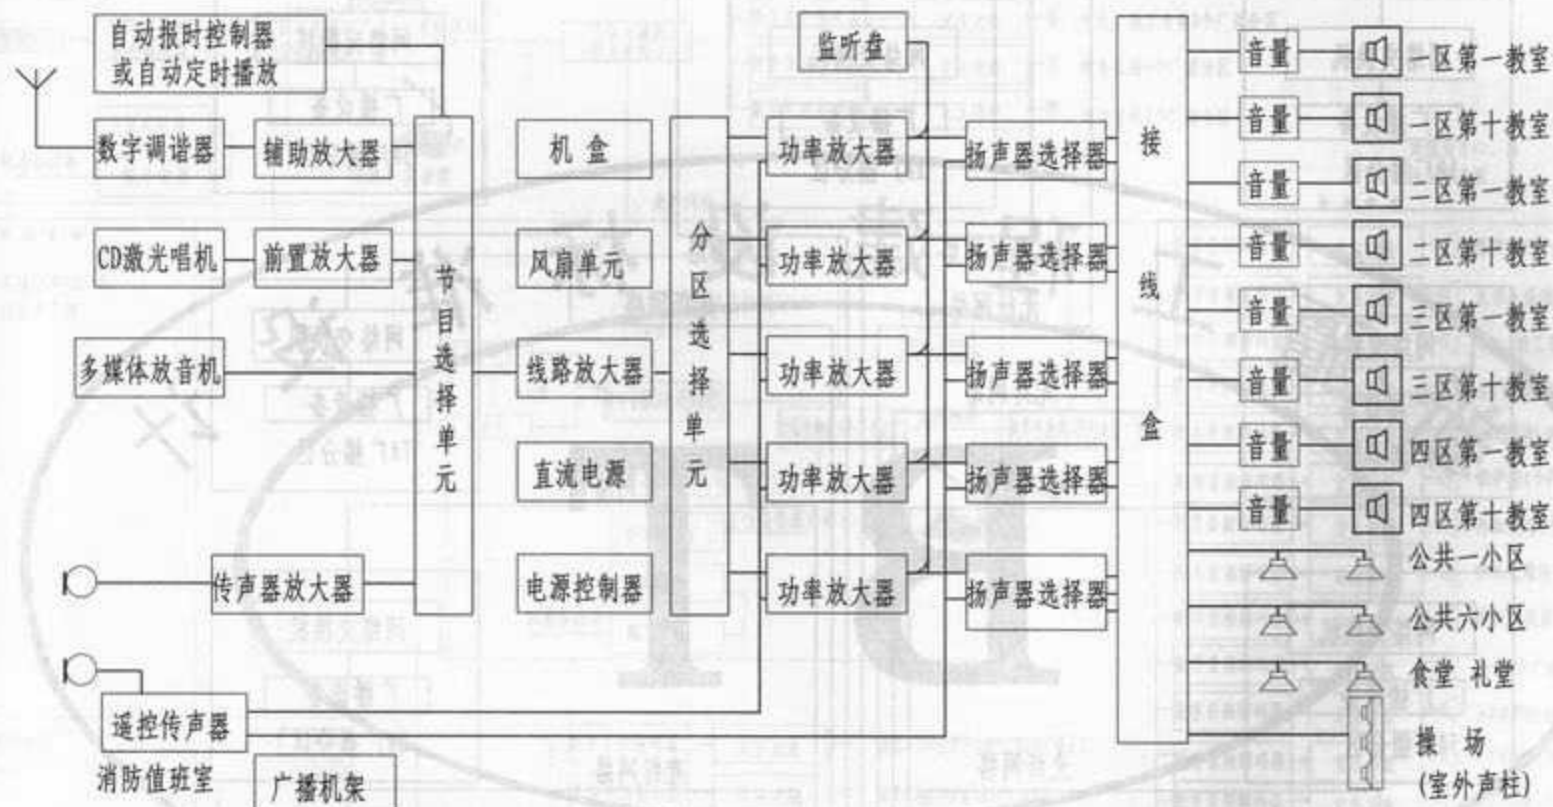 自动报时控制器
或自动定时播放
数字调谐器
辅助放大器
CD激光唱机
前置放大器
多媒体放音机
传声器放大器
遥控传声器
消防值班室
广播机架
节目选择单元
机盒
风扇单元
线路放大器
直流电源
电源控制器
分区选择单元
监听盘
功率放大器
功率放大器
功率放大器
功率放大器
功率放大器
扬声器选择器
扬声器选择器
扬声器选择器
扬声器选择器
扬声器选择器
接线盒
音量 一区第一教室
音量 一区第十教室
音量 二区第一教室
音量 二区第十教室
音量 三区第一教室
音量 三区第十教室
音量 四区第一教室
音量 四区第十教室
公共一小区
公共六小区
食堂 礼堂
操场
(室外声柱)